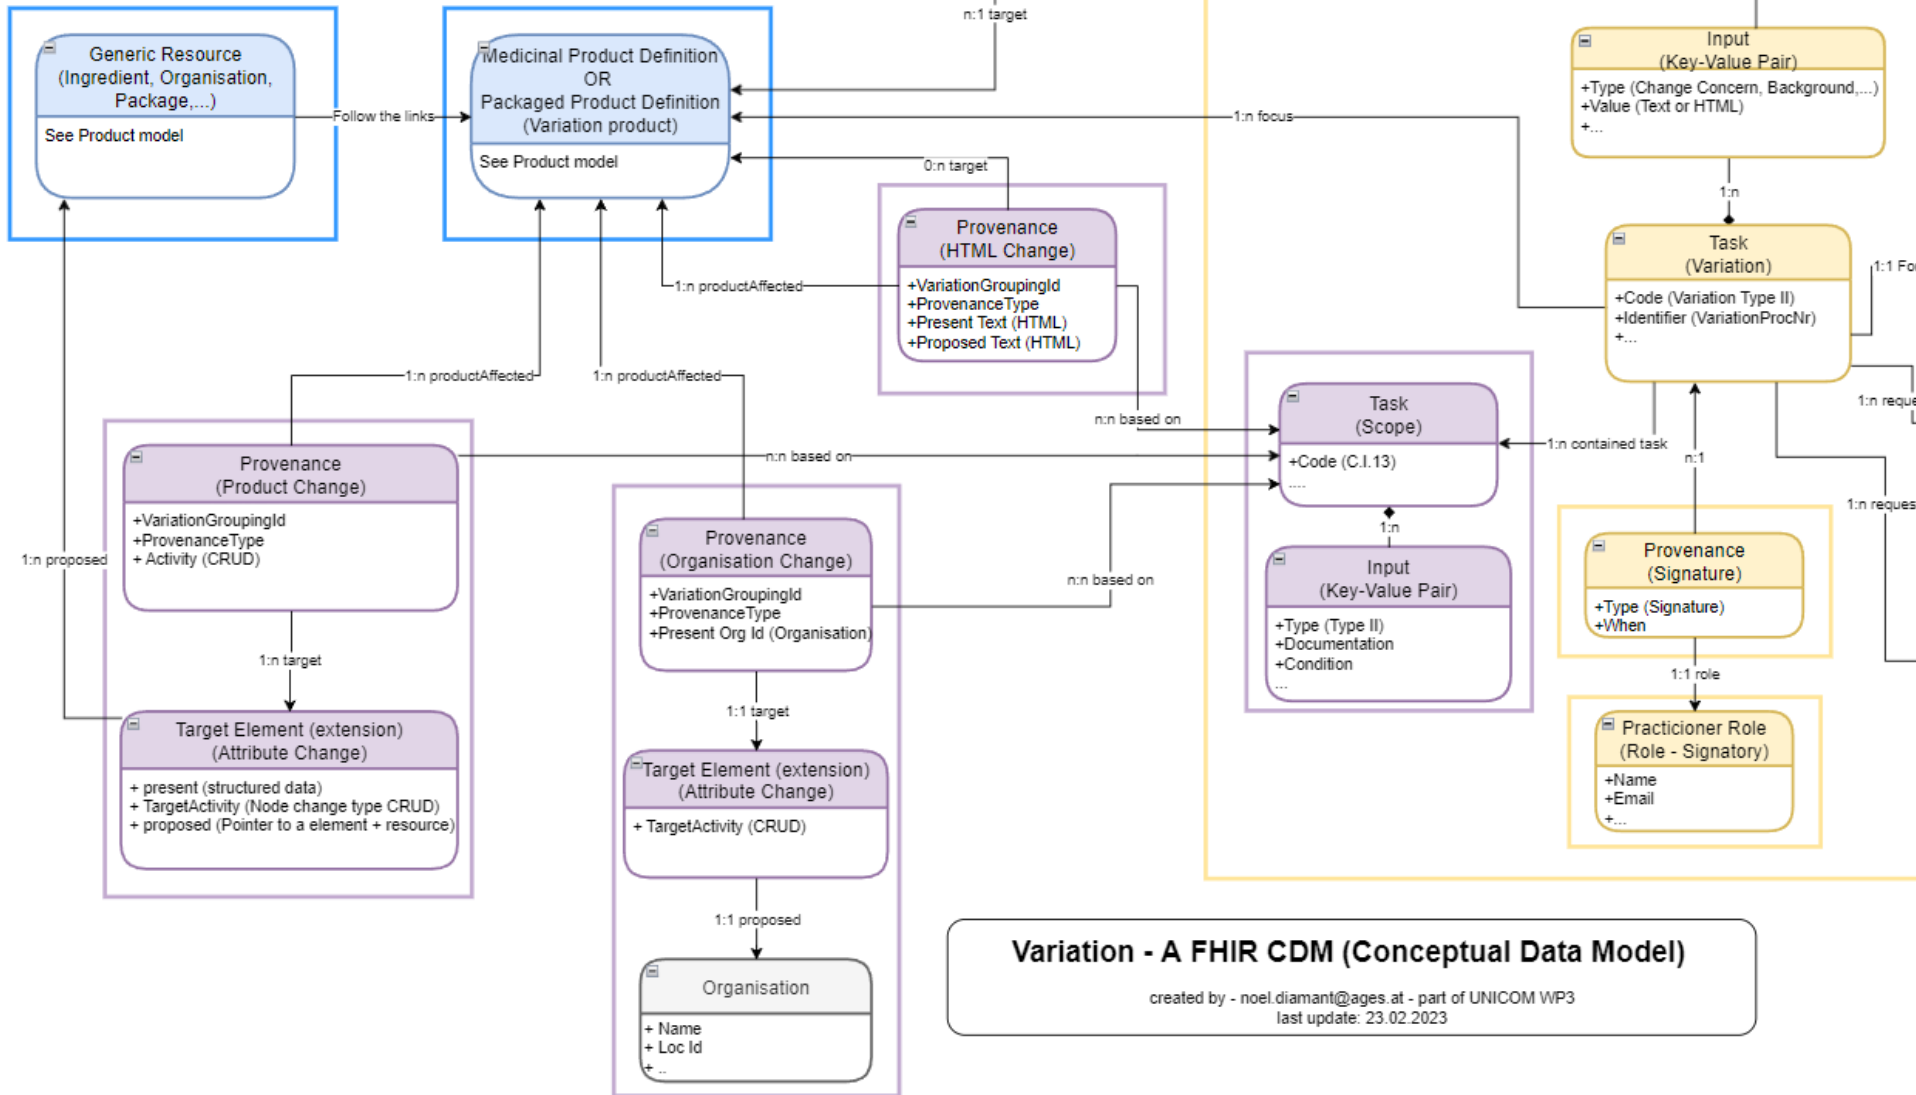 n:1 target
Generic Resource
(Ingredient, Organisation,
Package,...)
See Product model
Follow the links
Medicinal Product Definition
OR
Packaged Product Definition
(Variation product)
See Product model
1:n focus
0:n target
Input
(Key-Value Pair)
+Type (Change Concern, Background,...)
+Value (Text or HTML)
+...
1:n
Provenance
(HTML Change)
+VariationGroupingId
+ProvenanceType
+Present Text (HTML)
+Proposed Text (HTML)
1:n productAffected
Task
(Variation)
+Code (Variation Type II)
+Identifier (VariationProcNr)
+...
1:1 Fo
1:n productAffected
1:n productAffected
n:n based on
Task
(Scope)
+Code (C.I.13)
....
1:n contained task
n:1
1:n reque
L
1:n reques
Provenance
(Product Change)
+VariationGroupingId
+ProvenanceType
+ Activity (CRUD)
n:n based on
1:n proposed
Provenance
(Organisation Change)
+VariationGroupingId
+ProvenanceType
+Present Org Id (Organisation)
n:n based on
1:n
Input
(Key-Value Pair)
+Type (Type II)
+Documentation
+Condition
...
Provenance
(Signature)
+Type (Signature)
+When
1:1 role
Practicioner Role
(Role - Signatory)
+Name
+Email
+...
1:n target
Target Element (extension)
(Attribute Change)
+ present (structured data)
+ TargetActivity (Node change type CRUD)
+ proposed (Pointer to a element + resource)
1:1 target
Target Element (extension)
(Attribute Change)
+ TargetActivity (CRUD)
1:1 proposed
Organisation
+ Name
+ Loc Id
+ ..
Variation - A FHIR CDM (Conceptual Data Model)
created by - noel.diamant@ages.at - part of UNICOM WP3
last update: 23.02.2023